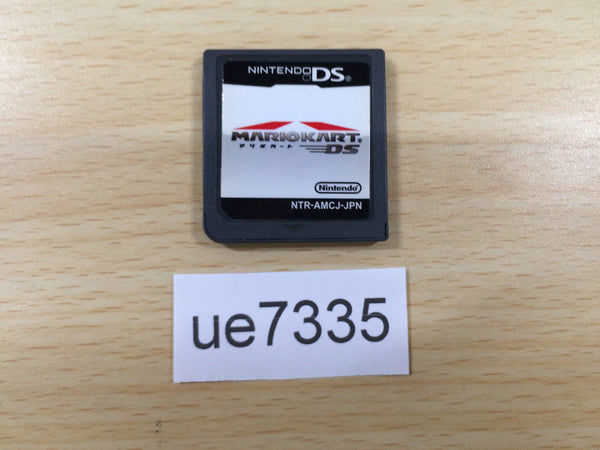 NINTENDO DS®
MARIOKART®
マリオカート DS
Nintendo
NTR-AMCJ-JPN
ue7335